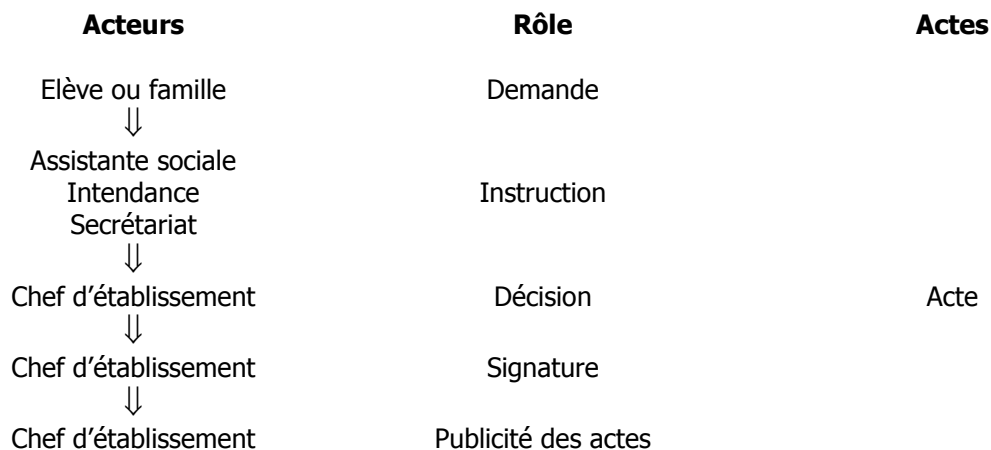 Acteurs Rôle Actes
Elève ou famille Demande
⇓
Assistante sociale
Intendance Instruction
Secrétariat
⇓
Chef d’établissement Décision Acte
⇓
Chef d’établissement Signature
⇓
Chef d’établissement Publicité des actes